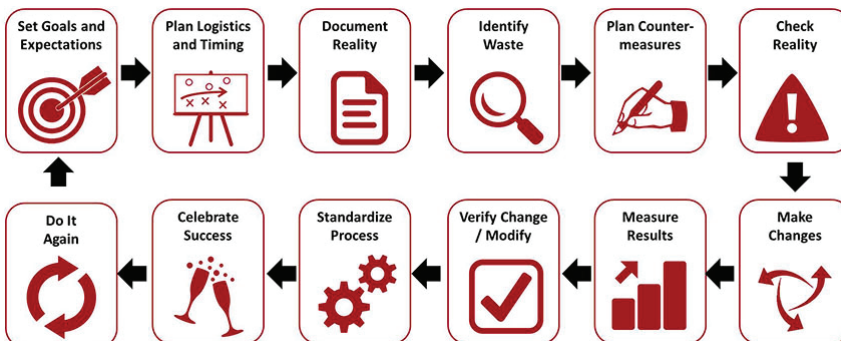 Set Goals and
Expectations
Plan Logistics
and Timing
Document
Reality
Identify
Waste
Plan Counter-
measures
Check
Reality
Make
Changes
Measure
Results
Verify Change
/ Modify
Standardize
Process
Celebrate
Success
Do It
Again